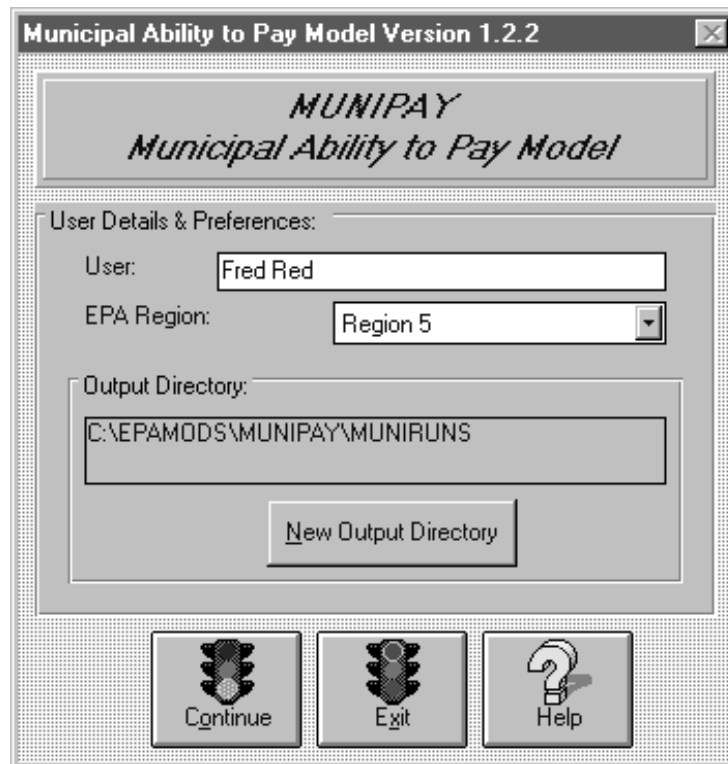 Municipal Ability to Pay Model Version 1.2.2
MUNIPAY
Municipal Ability to Pay Model
User Details & Preferences:
User: Fred Red
EPA Region: Region 5
Output Directory:
C:\EPAMODS\MUNIPAY\MUNIRUNS
New Output Directory
Continue Exit Help